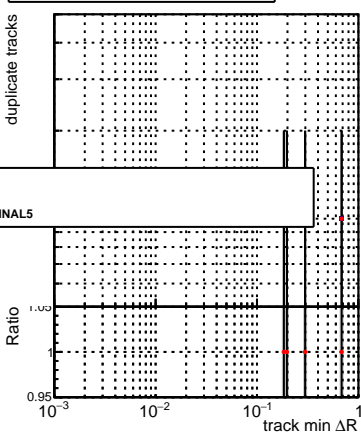 duplicate tracks
INAL5
1.05
Ratio
1
0.95
10⁻³ 10⁻² 10⁻¹ 1
track min ΔR